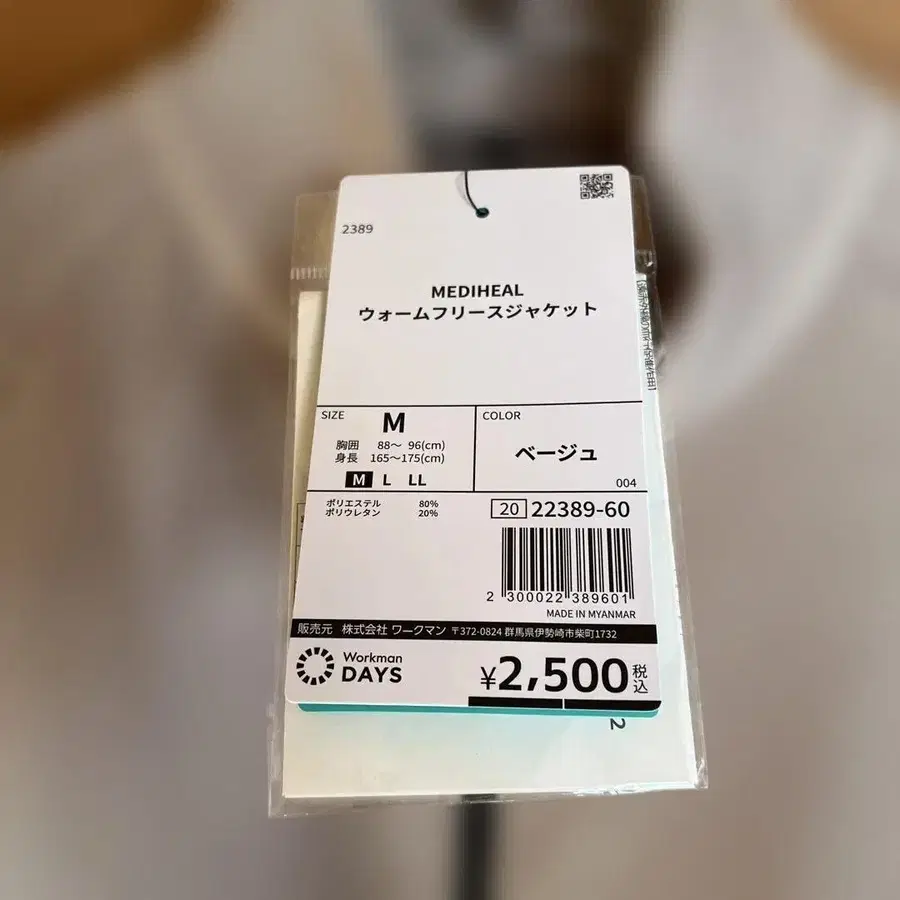 2389
MEDIHEAL
ウォームフリースジャケット
SIZE
M
胸囲 88～ 96(cm)
身長 165～175(cm)
M L LL
COLOR
ベージュ
004
ポリエステル 80%
ポリウレタン 20%
20 22389-60
2 300022 389601
MADE IN MYANMAR
販売元 株式会社 ワークマン 〒372-0824 群馬県伊勢崎市柴町1732
Workman
DAYS
¥2,500 税込
2